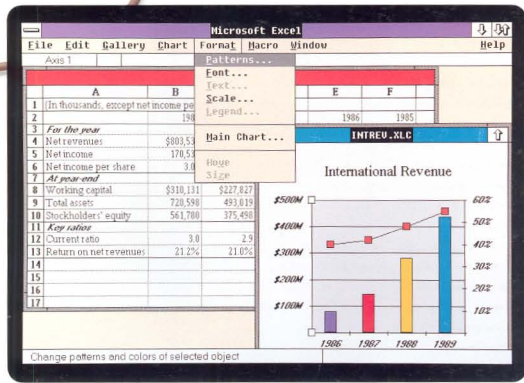 Microsoft Excel
File Edit Gallery Chart Format Macro Window Help
Axis 1
Patterns...
Font...
Text...
Scale...
Legend...
Main Chart...
Move
Size
A B E F
1 (In thousands, except net income pe
2 198 1986 1985
3 For the year
4 Net revenues $803,5
5 Net income 170,5
6 Net income per share 3.0
7 At year-end
8 Working capital $310,131 $227,827
9 Total assets 720,598 493,019
10 Stockholders' equity 561,780 375,498
11 Key ratios
12 Current ratio 3.0 2.9
13 Return on net revenues 21.2% 21.0%
14
15
16
17
INTREV.XLC
International Revenue
$500M 60%
$400M 50%
$300M 40%
$200M 30%
$100M 20%
10%
1986 1987 1988 1989
Change patterns and colors of selected object